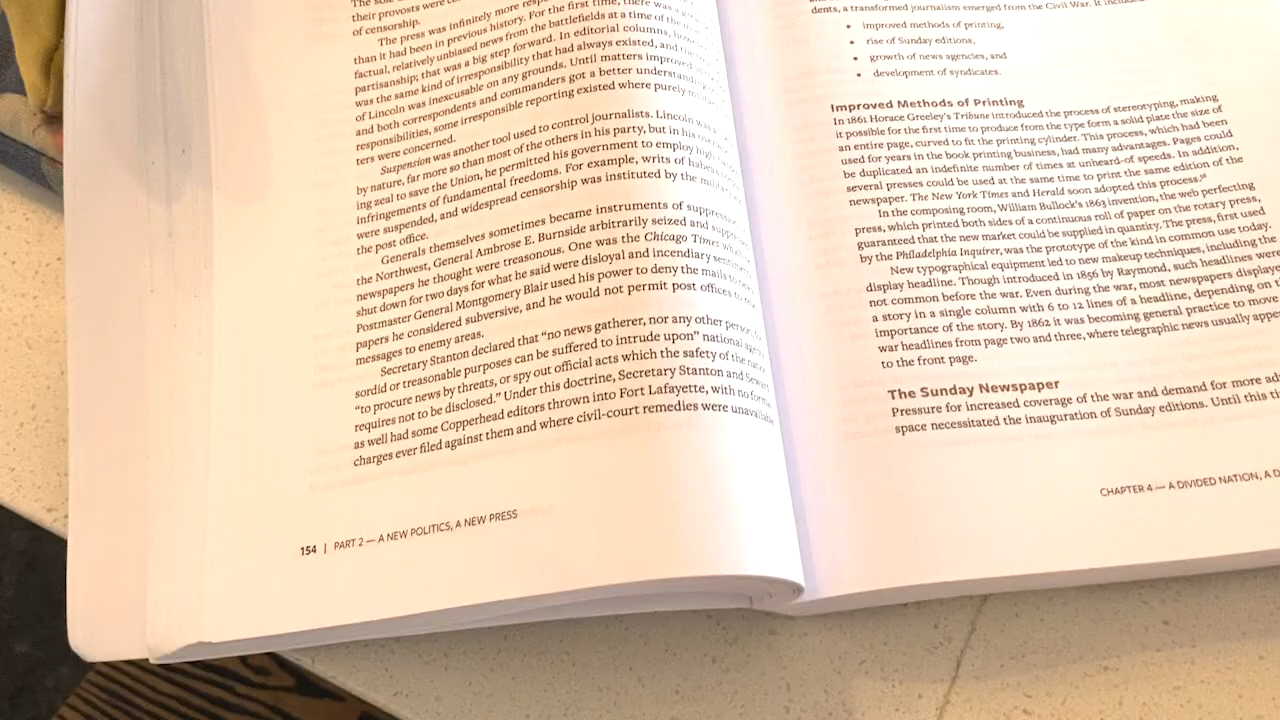 their provosts were
of censorship.
The press was infinitely more
than it had been in previous history. For the first time, there was
factual, relatively unbiased news from the battlefields at a time of the
partisanship; that was a big step forward. In editorial columns,
was the same kind of irresponsibility that had always existed, and the
of Lincoln was inexcusable on any grounds. Until matters improved
and both correspondents and commanders got a better understanding
responsibilities, some irresponsible reporting existed where purely
ters were concerned.
Suspension was another tool used to control journalists. Lincoln was
by nature, far more so than most of the others in his party, but in his
ing zeal to save the Union, he permitted his government to employ
infringements of fundamental freedoms. For example, writs of habeas
were suspended, and widespread censorship was instituted by the
the post office.
Generals themselves sometimes became instruments of
the Northwest, General Ambrose E. Burnside arbitrarily seized and
newspapers he thought were treasonous. One was the Chicago Times
shut down for two days for what he said were disloyal and incendiary
Postmaster General Montgomery Blair used his power to deny the mails to
papers he considered subversive, and he would not permit post offices to
messages to enemy areas.
Secretary Stanton declared that “no news gatherer, nor any other
sordid or treasonable purposes can be suffered to intrude upon” national
“to procure news by threats, or spy out official acts which the safety of the
requires not to be disclosed.” Under this doctrine, Secretary Stanton and
as well had some Copperhead editors thrown into Fort Lafayette, with no
charges ever filed against them and where civil-court remedies were unavailable
154 | PART 2 — A NEW POLITICS, A NEW PRESS
dents, a transformed journalism emerged from the Civil War. It
• improved methods of printing,
• rise of Sunday editions,
• growth of news agencies, and
• development of syndicates.
Improved Methods of Printing
In 1861 Horace Greeley's Tribune introduced the process of stereotyping, making
it possible for the first time to produce from the type form a solid plate the size of
an entire page, curved to fit the printing cylinder. This process, which had been
used for years in the book printing business, had many advantages. Pages could
be duplicated an indefinite number of times at unheard-of speeds. In addition,
several presses could be used at the same time to print the same edition of the
newspaper. The New York Times and Herald soon adopted this process.
In the composing room, William Bullock's 1863 invention, the web perfecting
press, which printed both sides of a continuous roll of paper on the rotary press,
guaranteed that the new market could be supplied in quantity. The press, first used
by the Philadelphia Inquirer, was the prototype of the kind in common use today.
New typographical equipment led to new makeup techniques, including the
display headline. Though introduced in 1856 by Raymond, such headlines were
not common before the war. Even during the war, most newspapers displaye
a story in a single column with 6 to 12 lines of a headline, depending on t
importance of the story. By 1862 it was becoming general practice to move
war headlines from page two and three, where telegraphic news usually appe
to the front page.
The Sunday Newspaper
Pressure for increased coverage of the war and demand for more ad
space necessitated the inauguration of Sunday editions. Until this ti
CHAPTER 4 — A DIVIDED NATION, A D